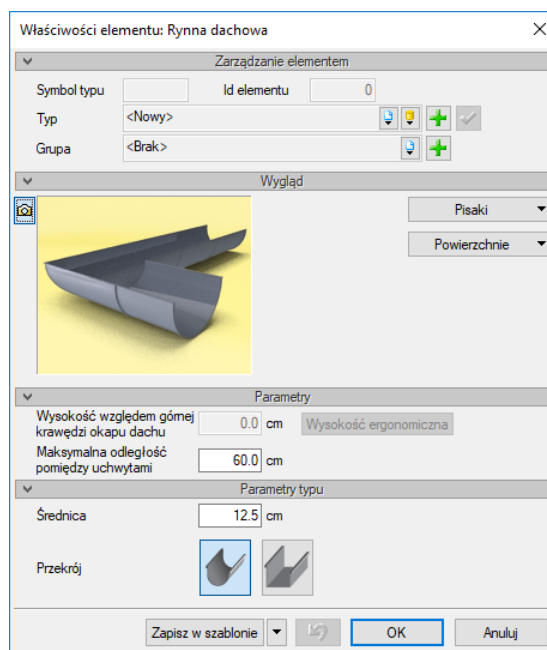 Właściwości elementu: Rynna dachowa
Zarządzanie elementem
Symbol typu
Id elementu 0
Typ <Nowy>
Grupa <Brak>
Wygląd
Pisaki
Powierzchnie
Parametry
Wysokość względem górnej
krawędzi okapu dachu 0.0 cm Wysokość ergonomiczna
Maksymalna odległość
pomiędzy uchwytami 60.0 cm
Parametry typu
Średnica 12.5 cm
Przekrój
Zapisz w szablonie OK Anuluj